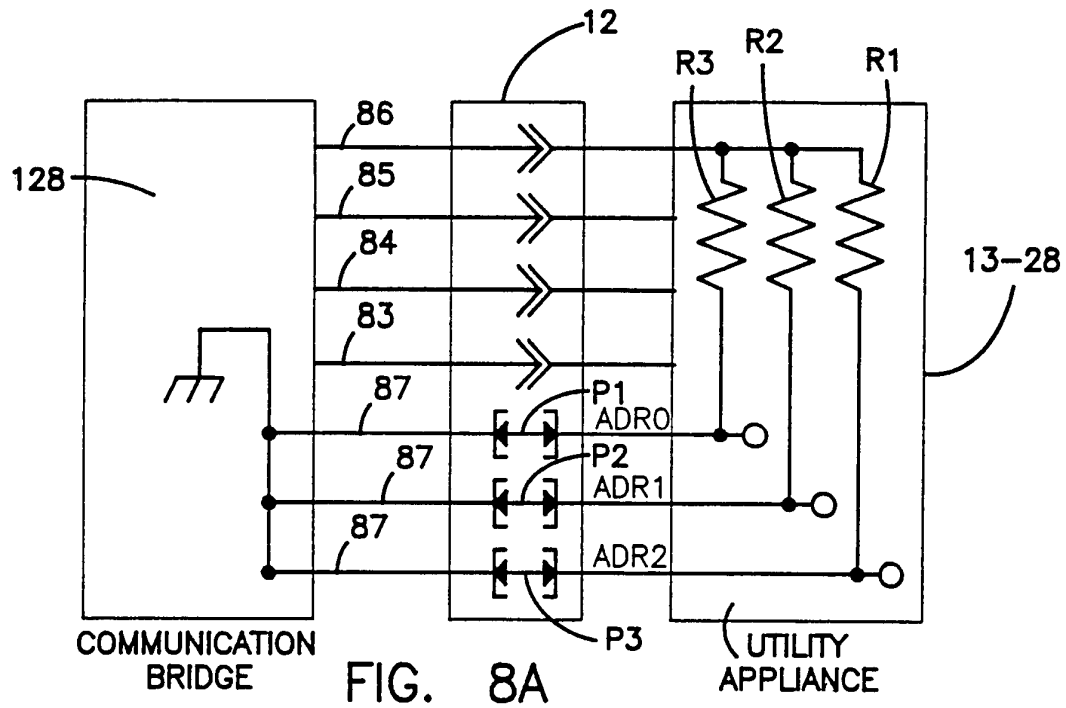 12
R3
R2
R1
86
128
85
84
13-28
83
87
P1
ADR0
87
P2
ADR1
87
ADR2
P3
COMMUNICATION
BRIDGE
UTILITY
APPLIANCE
FIG. 8A